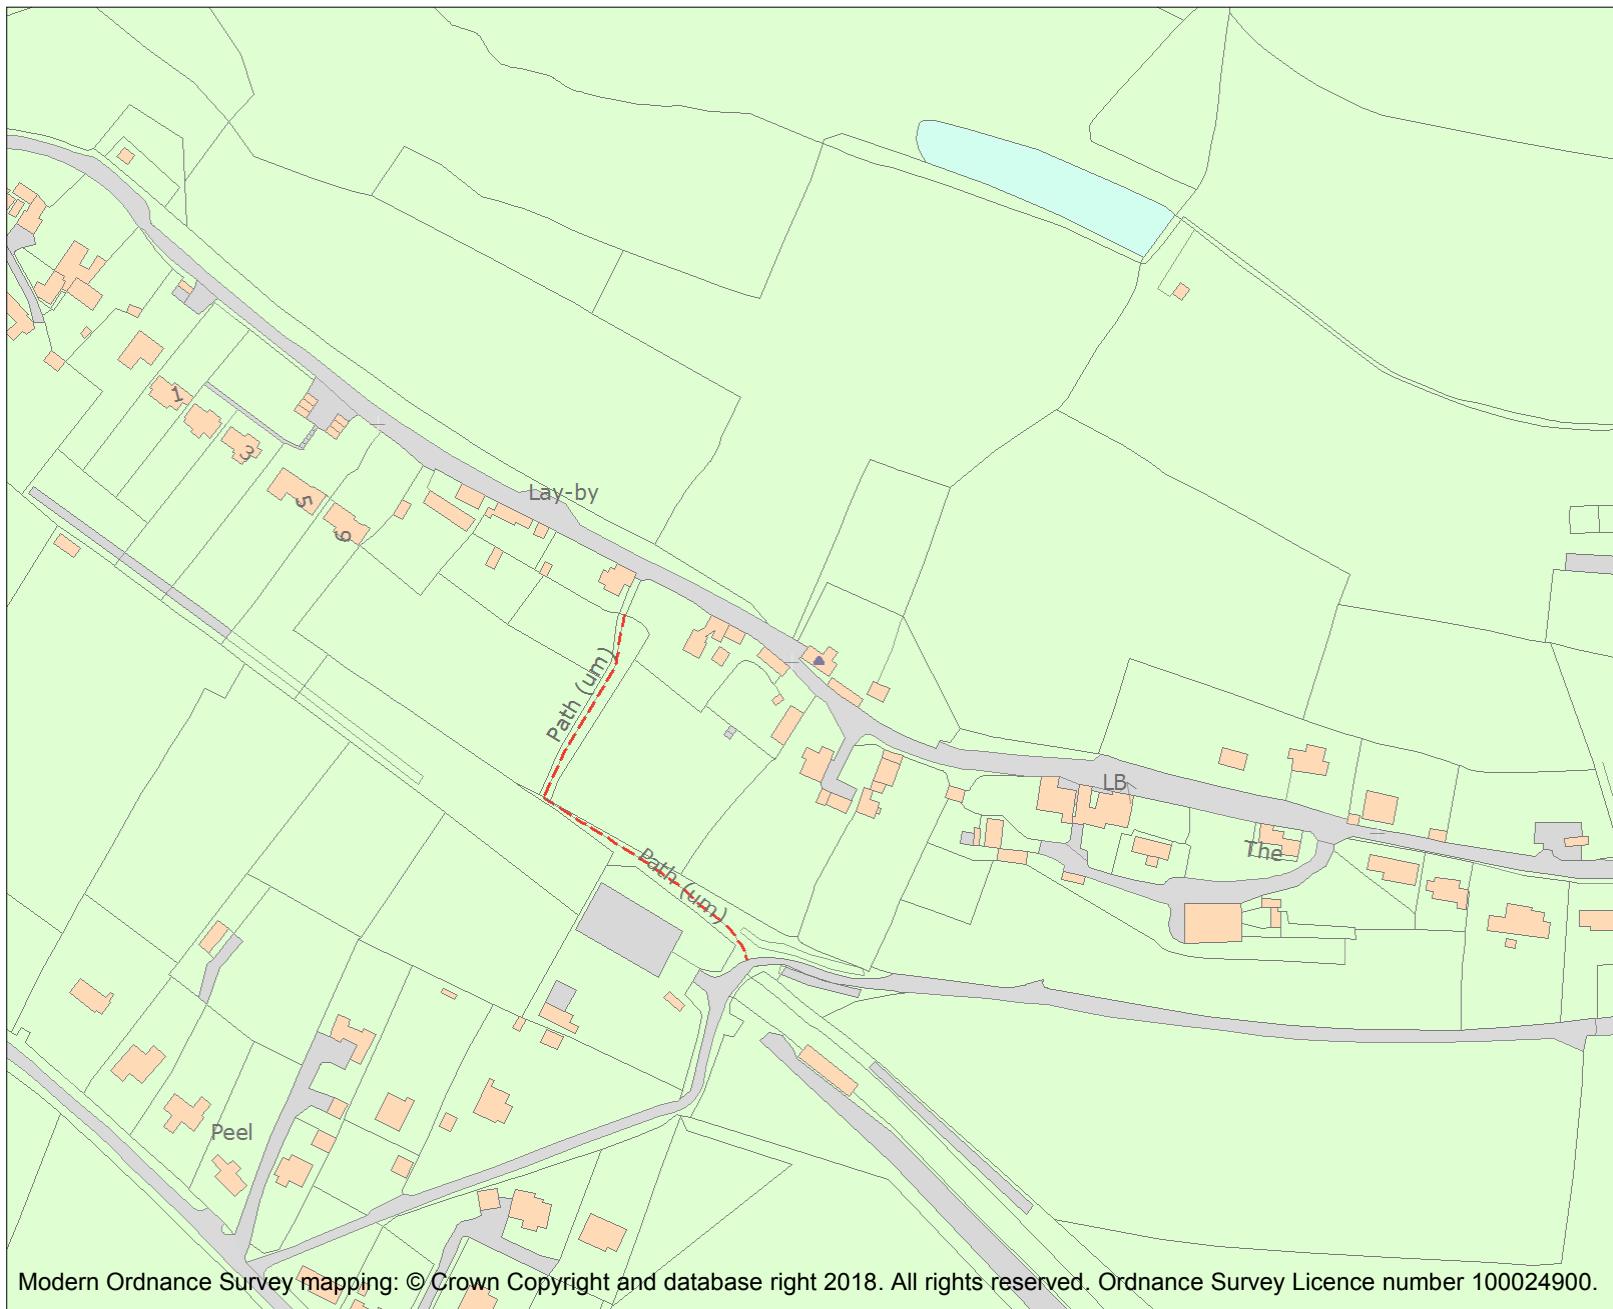 1
3
5
9
Lay-by
Path (um)
LB
The
Path (um)
Peel
Modern Ordnance Survey mapping: © Crown Copyright and database right 2018. All rights reserved. Ordnance Survey Licence number 100024900.